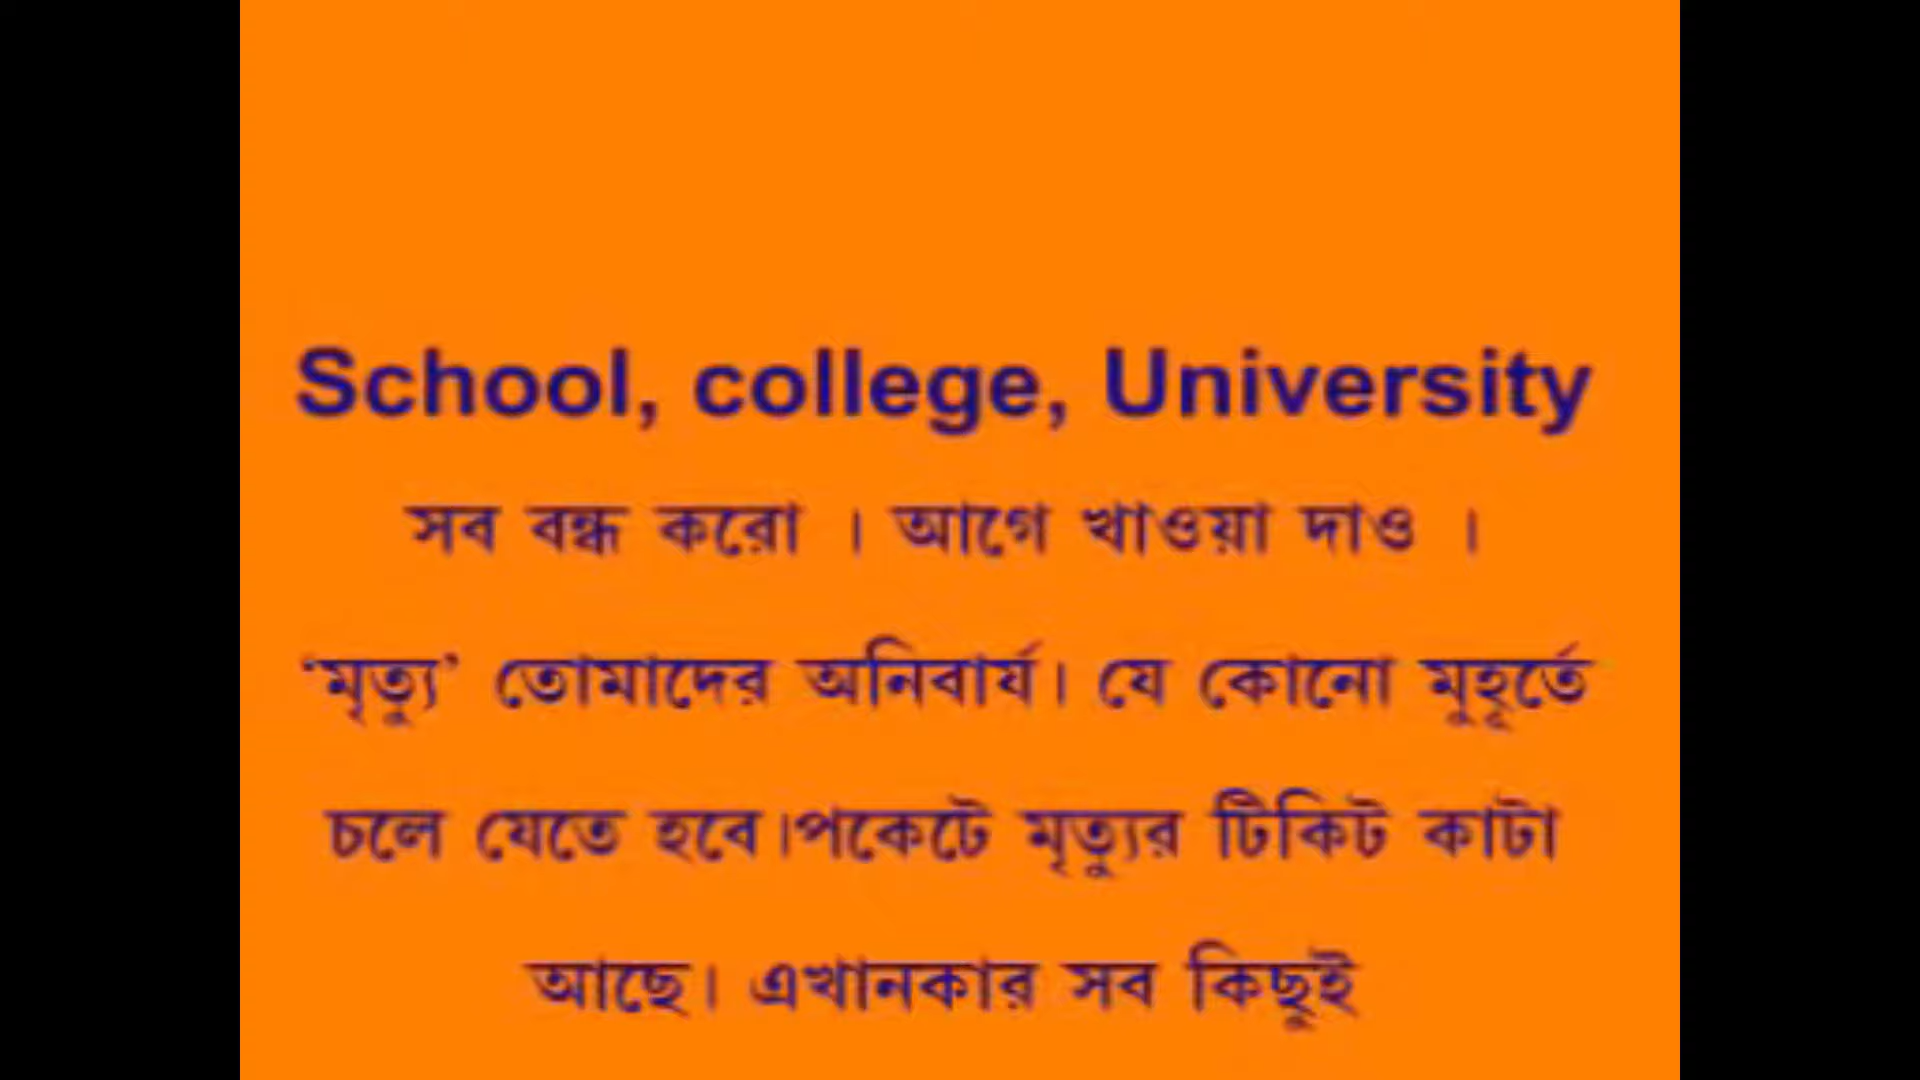 School, college, University
সব বন্ধ করো । আগে খাওয়া দাও ।
‘মৃত্যু’ তোমাদের অনিবার্য। যে কোনো মুহূর্তে
চলে যেতে হবে।পকেটে মৃত্যুর টিকিট কাটা
আছে। এখানকার সব কিছুই